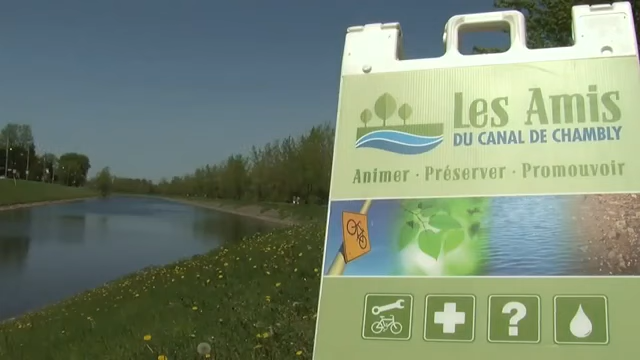 Les Amis
DU CANAL DE CHAMBLY
Animer · Préserver · Promouvoir
?